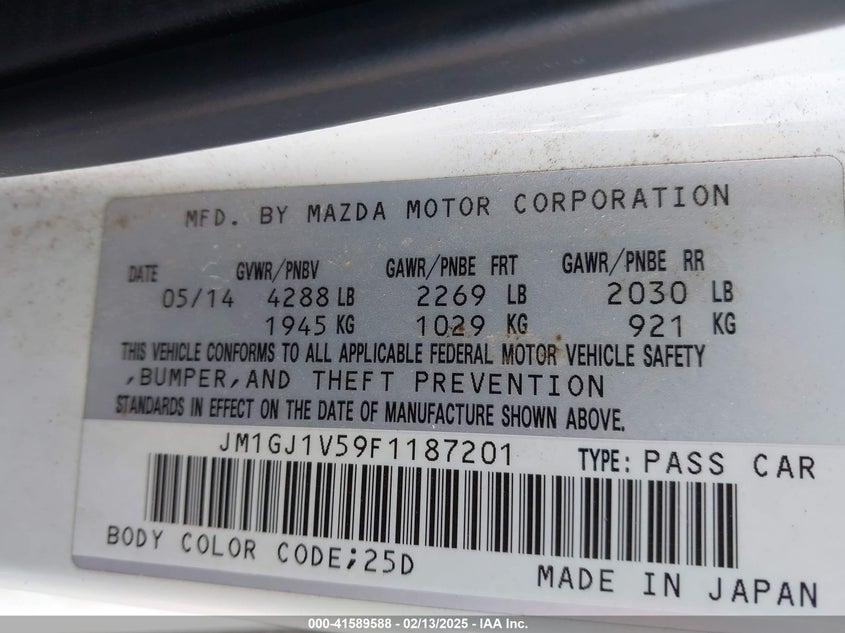 MFD. BY MAZDA MOTOR CORPORATION
DATE GVWR/PNBV GAWR/PNBE FRT GAWR/PNBE RR
05/14 4288 LB 2269 LB 2030 LB
1945 KG 1029 KG 921 KG
THIS VEHICLE CONFORMS TO ALL APPLICABLE FEDERAL MOTOR VEHICLE SAFETY
,BUMPER,AND THEFT PREVENTION
STANDARDS IN EFFECT ON THE DATE OF MANUFACTURE SHOWN ABOVE.
JM1GJ1V59F1187201 TYPE: PASS CAR
BODY COLOR CODE;25D
MADE IN JAPAN
000-41589588 - 02/13/2025 - IAA Inc.